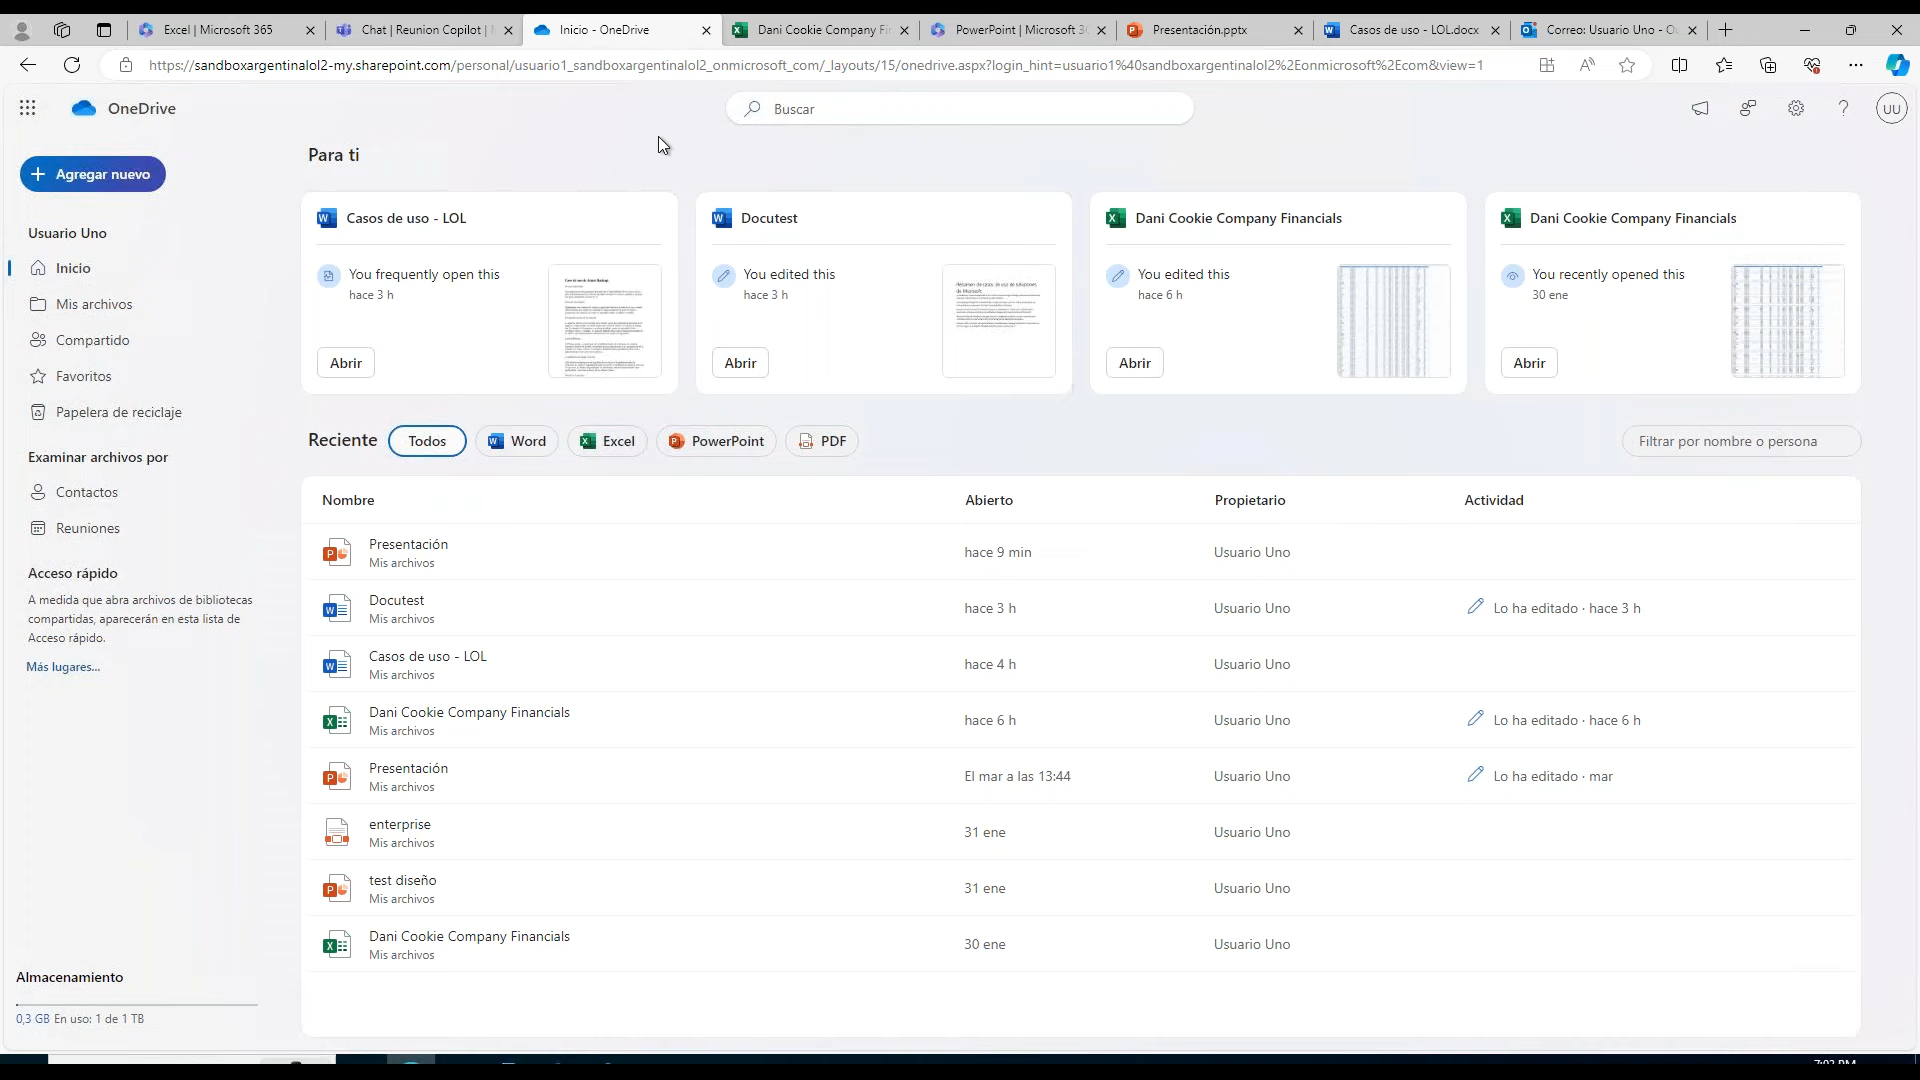 Excel | Microsoft 365
Chat | Reunion Copilot |
Inicio - OneDrive
Dani Cookie Company Fi
PowerPoint | Microsoft 3
Presentación.pptx
Casos de uso - LOL.docx
Correo: Usuario Uno - O
https://sandboxargentinalol2-my.sharepoint.com/personal/usuario1_sandboxargentinalol2_onmicrosoft_com/_layouts/15/onedrive.aspx?login_hint=usuario1%40sandboxargentinalol2%2Eonmicrosoft%2Ecom&view=1
OneDrive
Buscar
UU
Agregar nuevo
Usuario Uno
Inicio
Mis archivos
Compartido
Favoritos
Papelera de reciclaje
Examinar archivos por
Contactos
Reuniones
Acceso rápido
A medida que abra archivos de bibliotecas
compartidas, aparecerán en esta lista de
Acceso rápido.
Más lugares...
Almacenamiento
0,3 GB En uso: 1 de 1 TB
Para ti
Casos de uso - LOL
You frequently open this
hace 3 h
Abrir
Docutest
You edited this
hace 3 h
Abrir
Dani Cookie Company Financials
You edited this
hace 6 h
Abrir
Dani Cookie Company Financials
You recently opened this
30 ene
Abrir
Reciente Todos Word Excel PowerPoint PDF
Filtrar por nombre o persona
Nombre Abierto Propietario Actividad
Presentación
Mis archivos
hace 9 min
Usuario Uno
Docutest
Mis archivos
hace 3 h
Usuario Uno
Lo ha editado · hace 3 h
Casos de uso - LOL
Mis archivos
hace 4 h
Usuario Uno
Dani Cookie Company Financials
Mis archivos
hace 6 h
Usuario Uno
Lo ha editado · hace 6 h
Presentación
Mis archivos
El mar a las 13:44
Usuario Uno
Lo ha editado · mar
enterprise
Mis archivos
31 ene
Usuario Uno
test diseño
Mis archivos
31 ene
Usuario Uno
Dani Cookie Company Financials
Mis archivos
30 ene
Usuario Uno